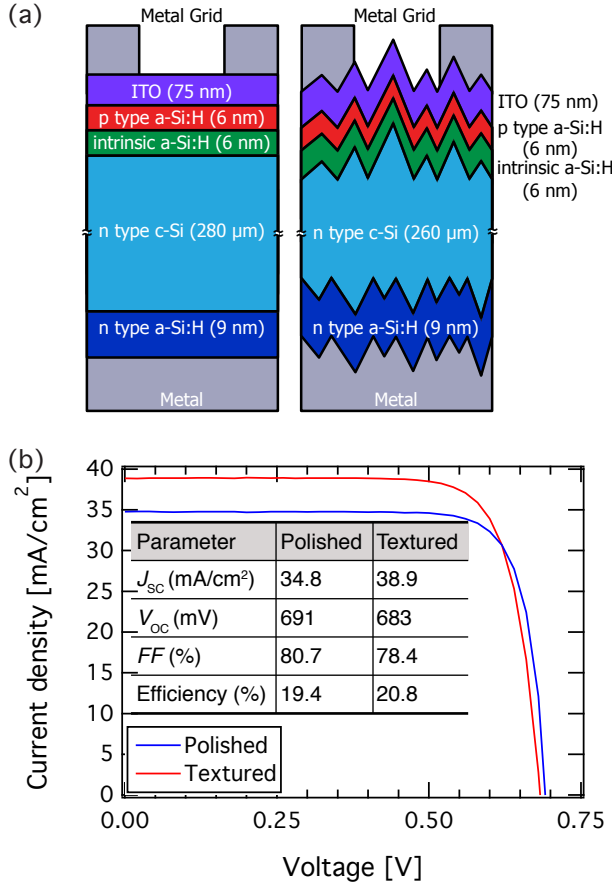 (a)
Metal Grid
Metal Grid
ITO (75 nm)
p type a-Si:H (6 nm)
intrinsic a-Si:H (6 nm)
n type c-Si (280 µm)
n type a-Si:H (9 nm)
Metal
ITO (75 nm)
p type a-Si:H
(6 nm)
intrinsic a-Si:H
(6 nm)
n type c-Si (260 µm)
n type a-Si:H (9 nm)
Metal
(b)
Current density [mA/cm²]
40
35
30
25
20
15
10
5
0
Parameter Polished Textured
JSC (mA/cm²) 34.8 38.9
VOC (mV) 691 683
FF (%) 80.7 78.4
Efficiency (%) 19.4 20.8
Polished
Textured
0.00 0.25 0.50 0.75
Voltage [V]